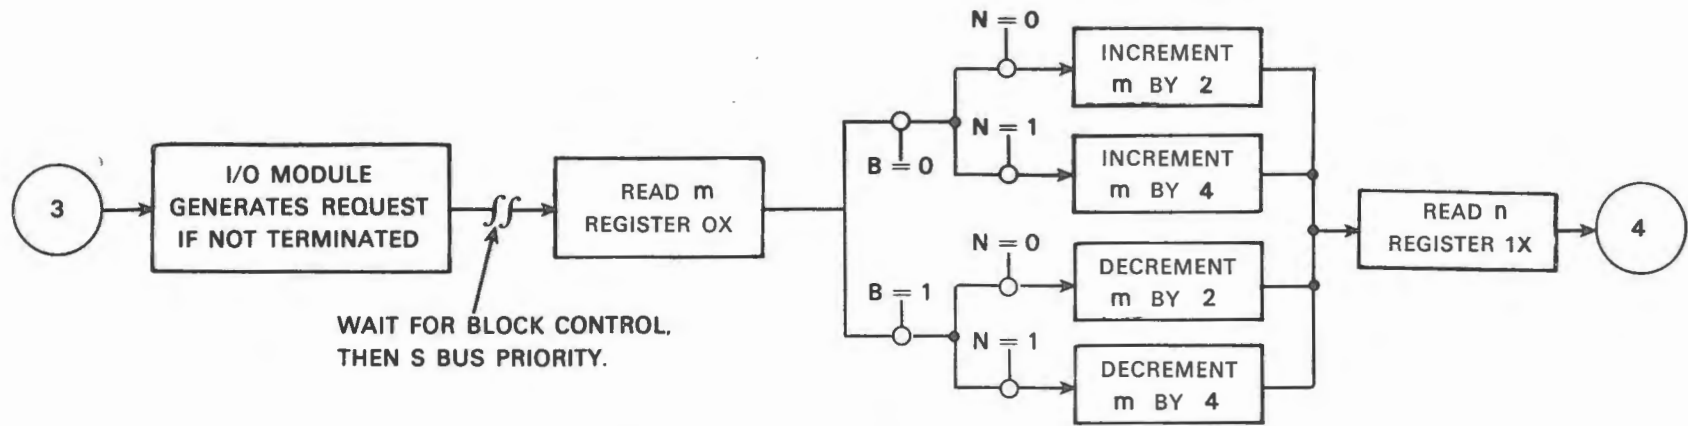 3
I/O MODULE
GENERATES REQUEST
IF NOT TERMINATED
WAIT FOR BLOCK CONTROL,
THEN S BUS PRIORITY.
READ m
REGISTER 0X
B = 0
N = 0
INCREMENT
m BY 2
N = 1
INCREMENT
m BY 4
B = 1
N = 0
DECREMENT
m BY 2
N = 1
DECREMENT
m BY 4
READ n
REGISTER 1X
4